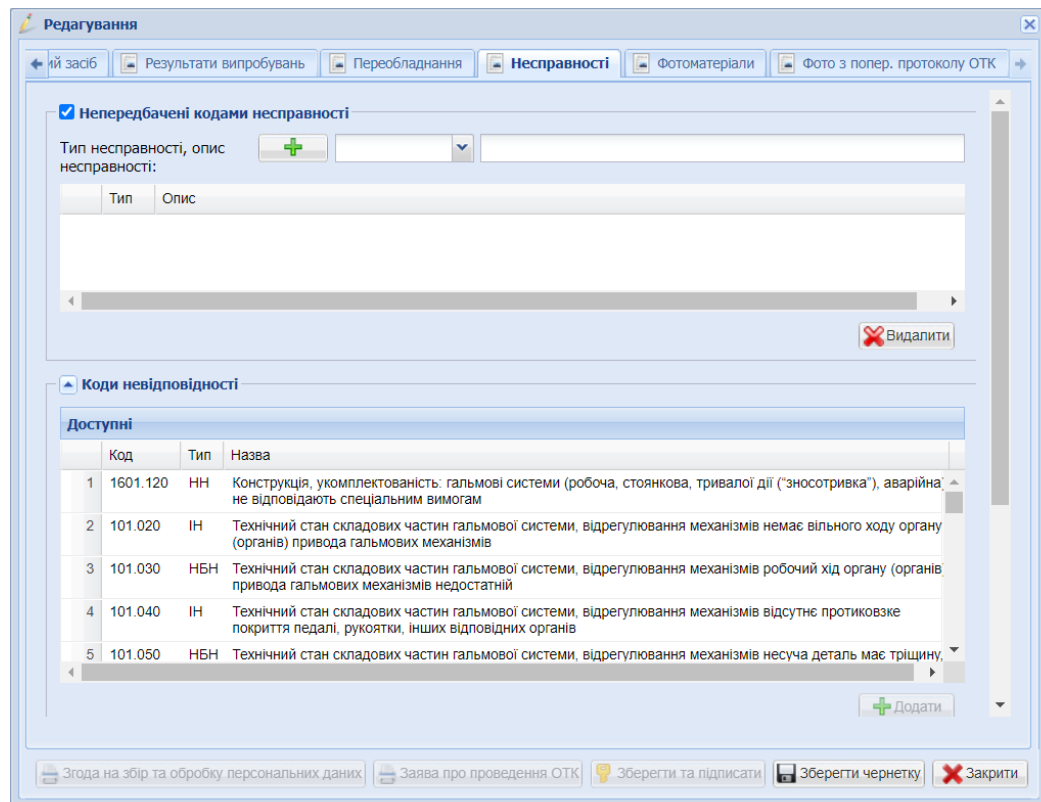 Редагування
ий засіб Результати випробувань Переобладнання Несправності Фотоматеріали Фото з попер. протоколу ОТК
Непередбачені кодами несправності
Тип несправності, опис
несправності:
Тип Опис
Видалити
Коди невідповідності
Доступні
Код Тип Назва
1 1601.120 НН Конструкція, укомплектованість: гальмові системи (робоча, стоянкова, тривалої дії ("зносотривка"), аварійна)
не відповідають спеціальним вимогам
2 101.020 ІН Технічний стан складових частин гальмової системи, відрегулювання механізмів немає вільного ходу органу
(органів) привода гальмових механізмів
3 101.030 НБН Технічний стан складових частин гальмової системи, відрегулювання механізмів робочий хід органу (органів)
привода гальмових механізмів недостатній
4 101.040 ІН Технічний стан складових частин гальмової системи, відрегулювання механізмів відсутнє протиковзке
покриття педалі, рукоятки, інших відповідних органів
5 101.050 НБН Технічний стан складових частин гальмової системи, відрегулювання механізмів несуча деталь має тріщину,
Додати
Згода на збір та обробку персональних даних Заява про проведення ОТК Зберегти та підписати Зберегти чернетку Закрити